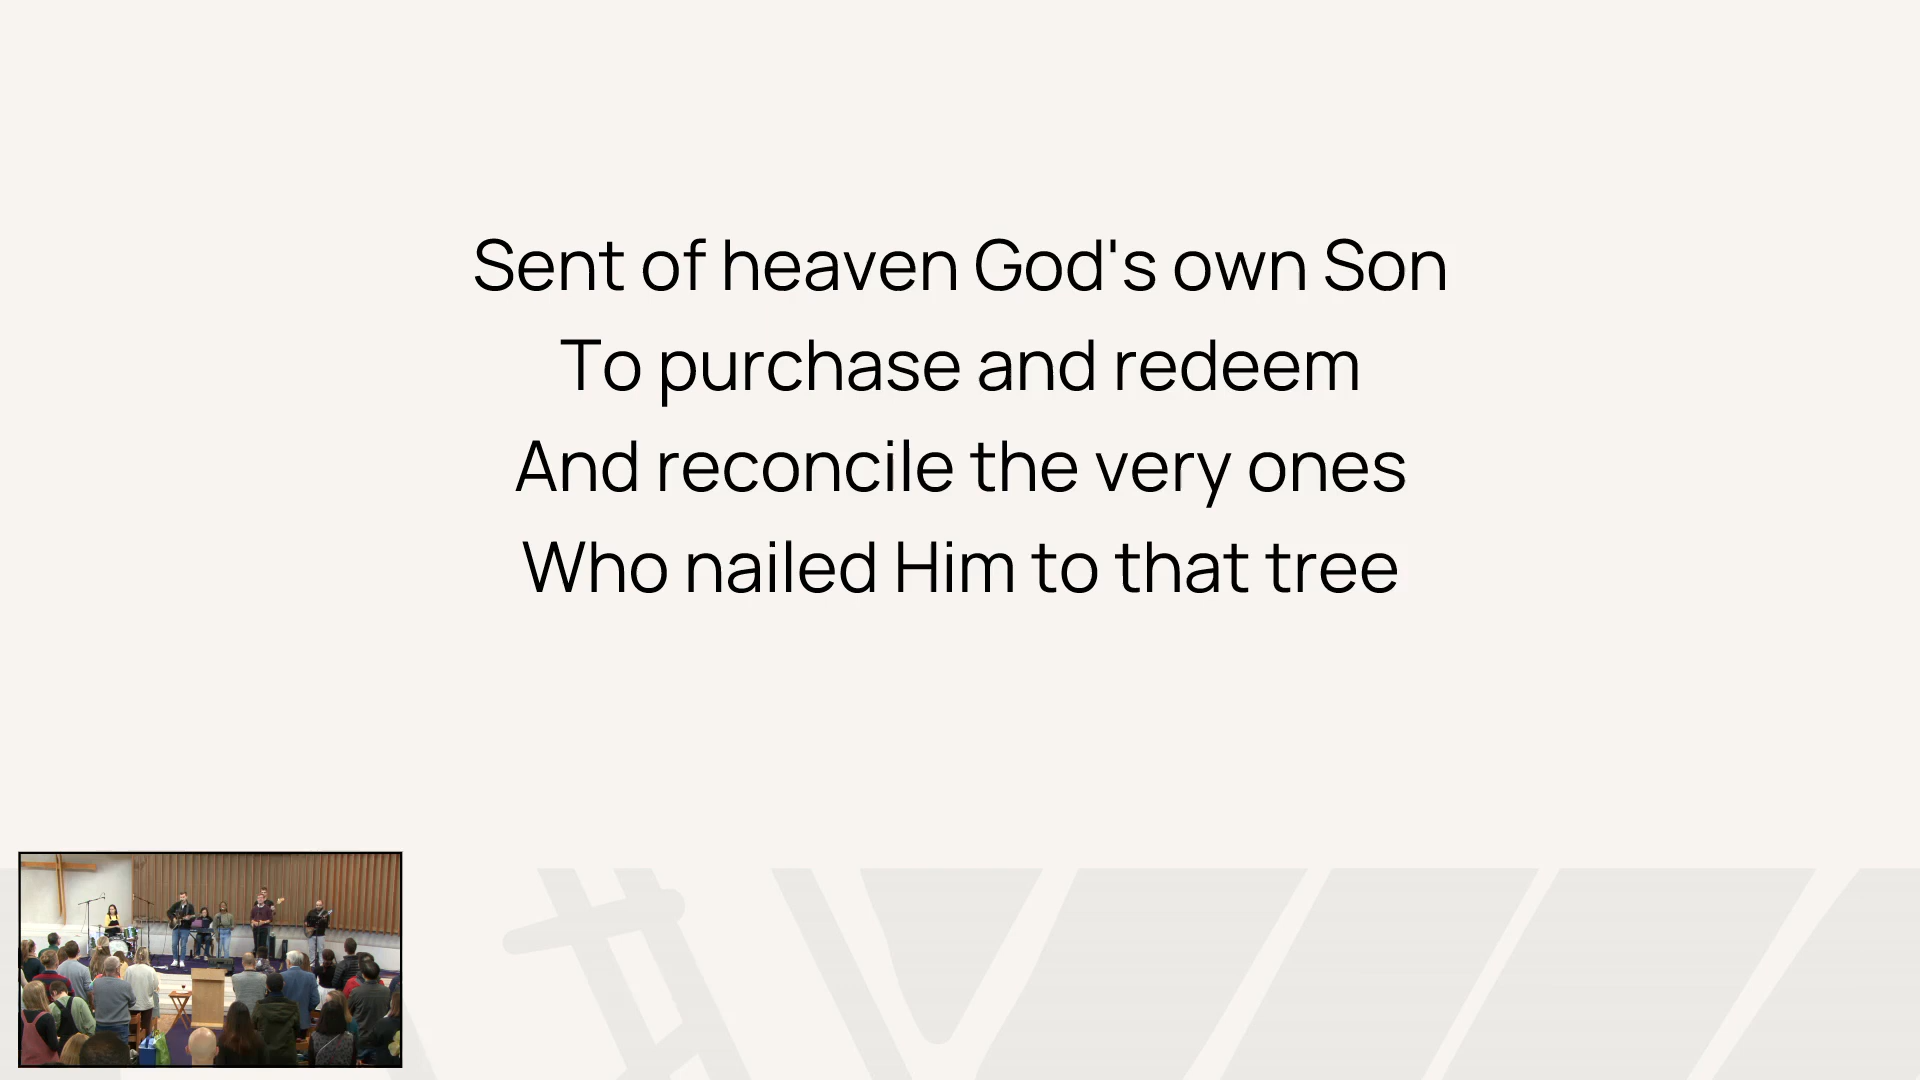 Sent of heaven God's own Son
To purchase and redeem
And reconcile the very ones
Who nailed Him to that tree